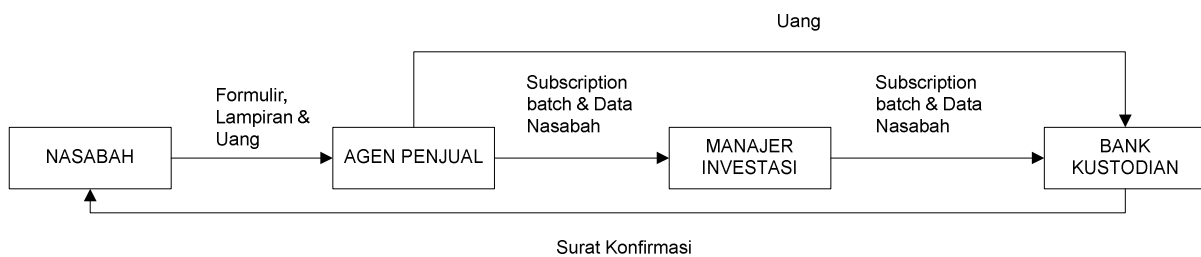 Uang
Subscription
batch & Data
Nasabah
Subscription
batch & Data
Nasabah
Formulir,
Lampiran &
Uang
NASABAH
AGEN PENJUAL
MANAJER
INVESTASI
BANK
KUSTODIAN
Surat Konfirmasi